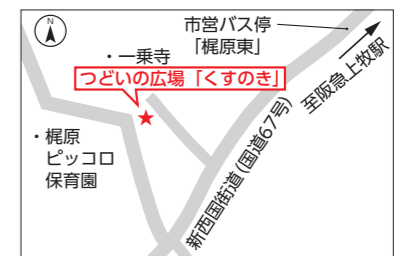 N
市営バス停
「梶原東」
・一乗寺
つどいの広場「くすのき」
至阪急上牧駅
・梶原
ピッコロ
保育園
新西国街道(国道67号)